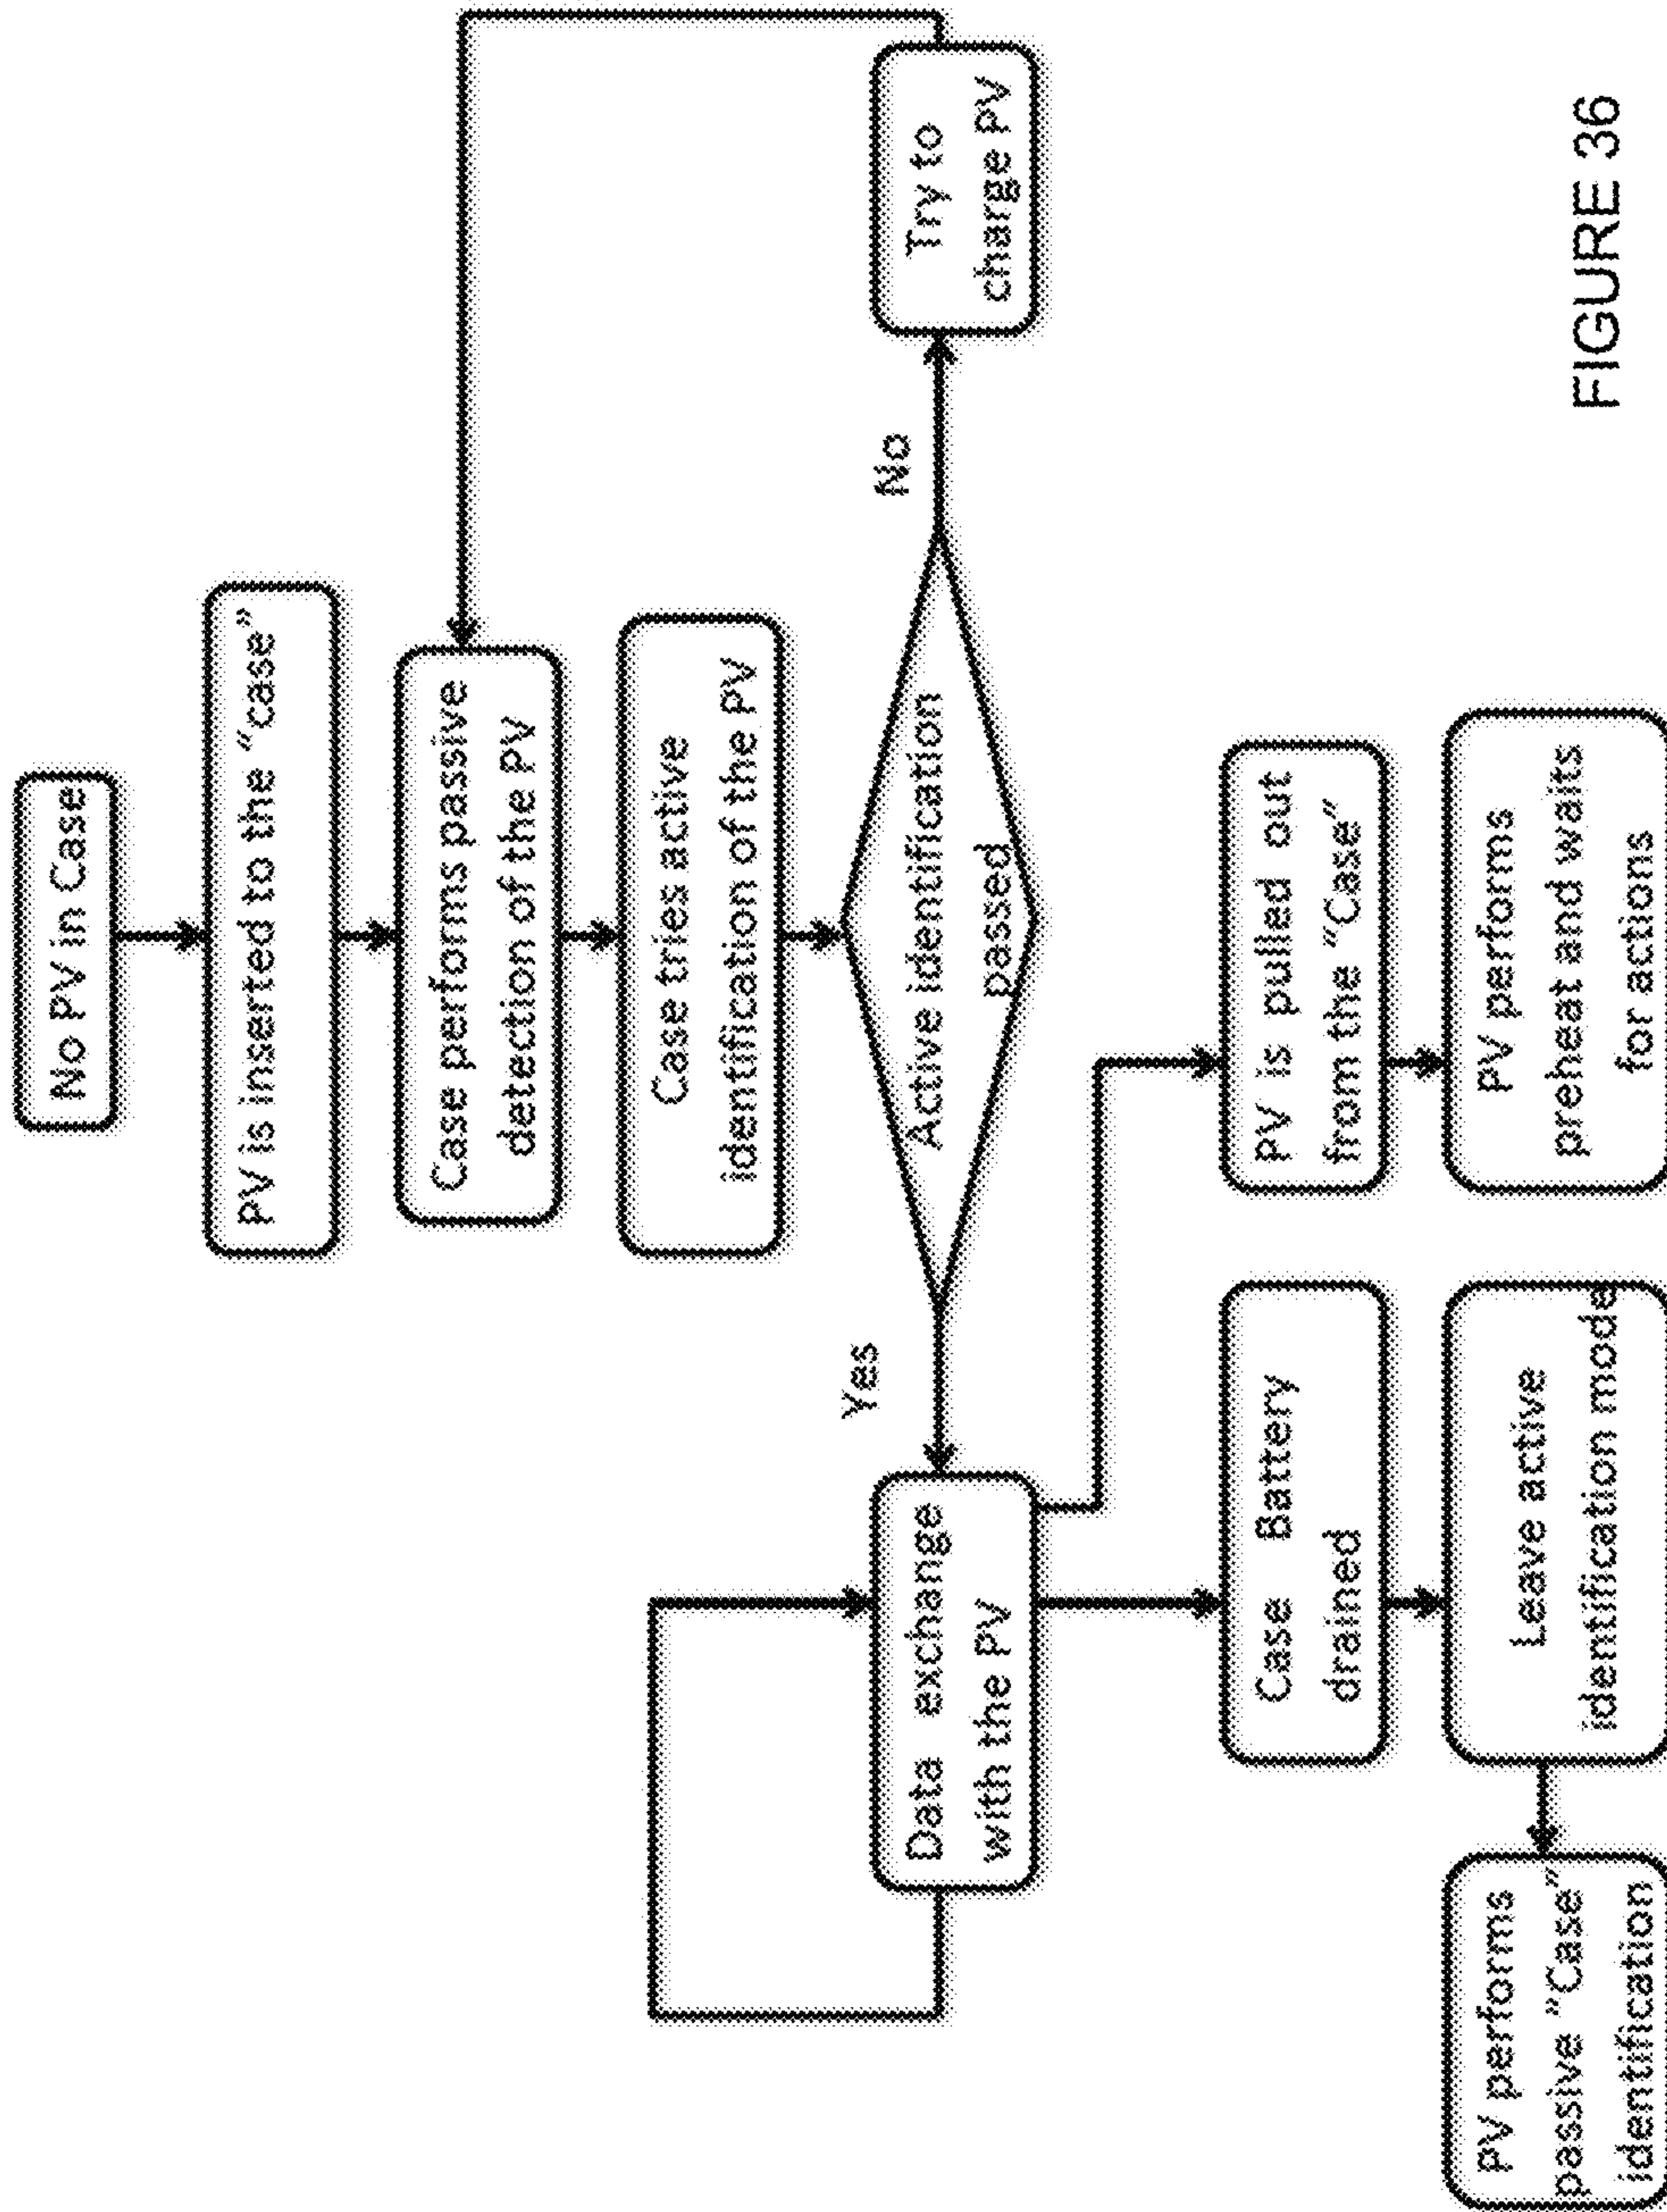 No PV in Case
PV is inserted to the “case”
Case performs passive
detection of the PV
Case tries active
identification of the PV
Active identification
passed
Yes
No
Try to
charge PV
Data exchange
with the PV
Case Battery
drained
PV is pulled out
from the “Case”
Leave active
identification mode
PV performs
preheat and waits
for actions
PV performs
passive “Case”
identification
FIGURE 36